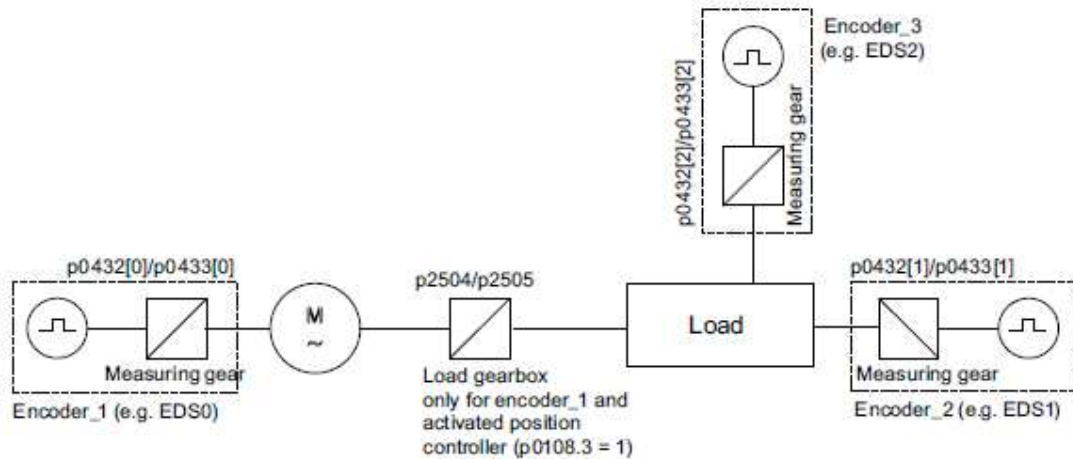 Encoder_3
(e.g. EDS2)
p0432[2]/p0433[2]
Measuring gear
p0432[0]/p0433[0]
p2504/p2505
p0432[1]/p0433[1]
M
~
Load
Measuring gear
Encoder_1 (e.g. EDS0)
Load gearbox
only for encoder_1 and
activated position
controller (p0108.3 = 1)
Measuring gear
Encoder_2 (e.g. EDS1)